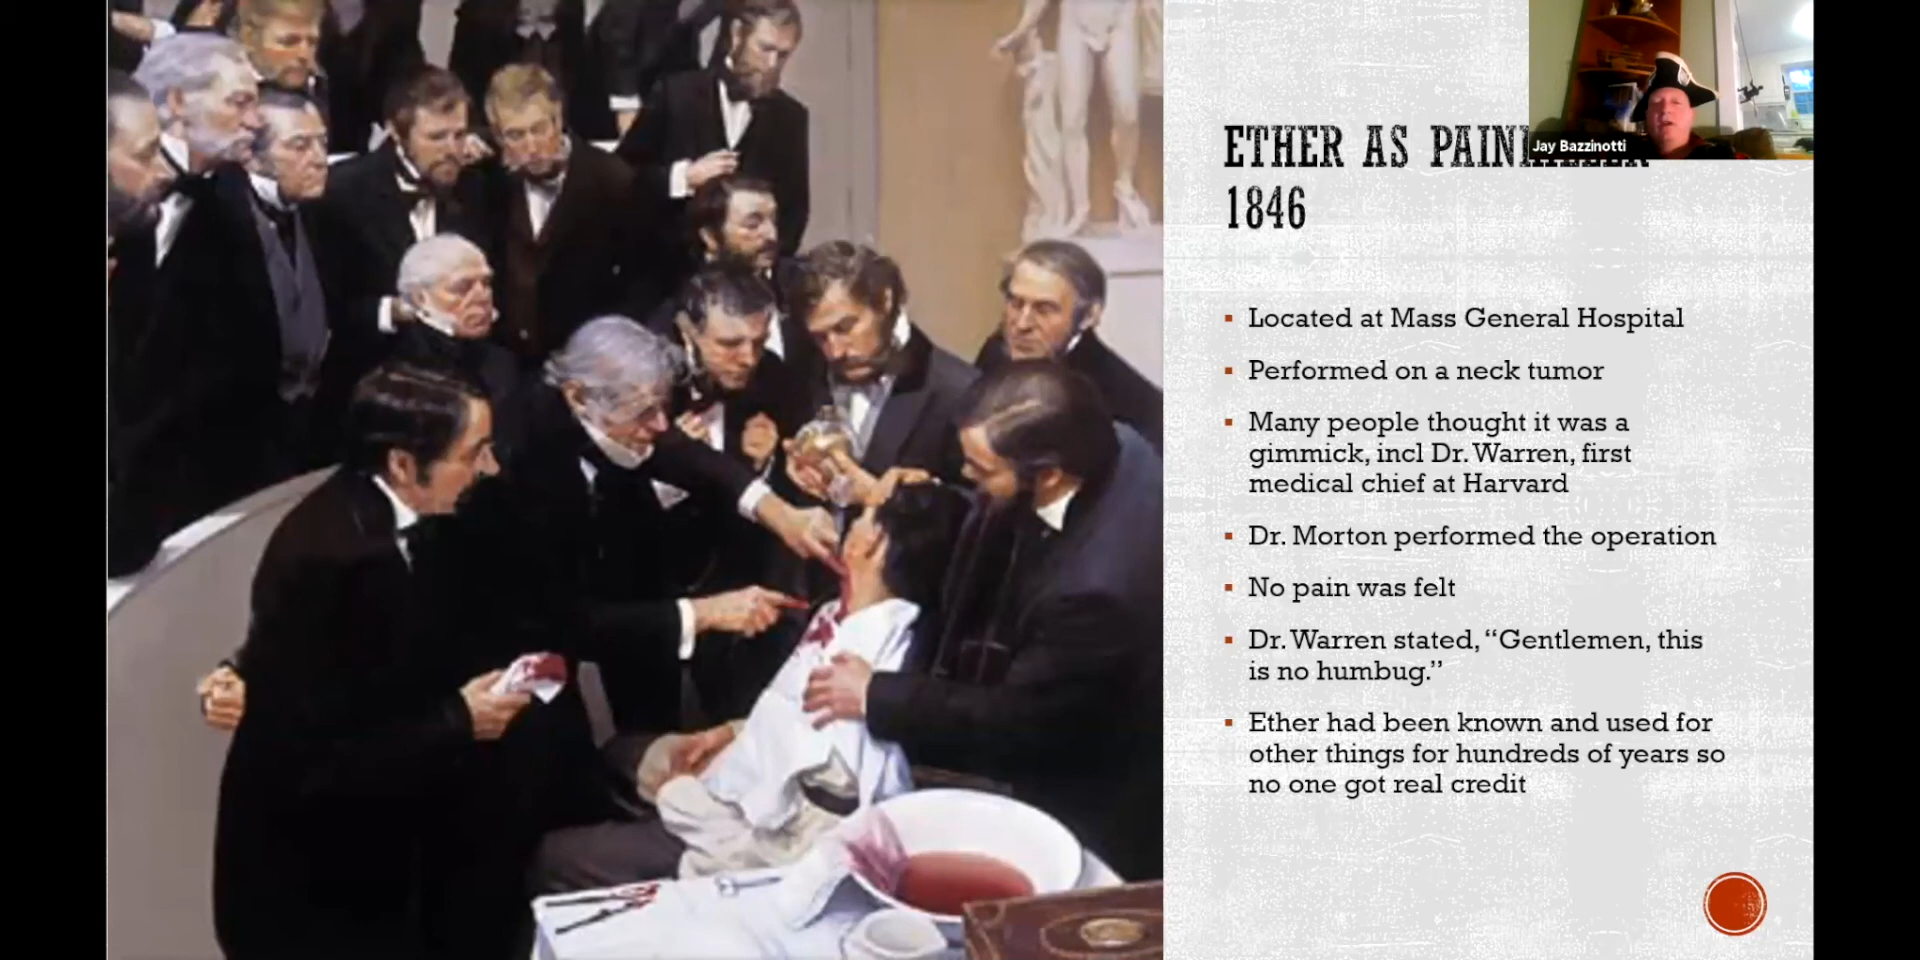 ETHER AS
1846
Jay Bazzinotti
▪ Located at Mass General Hospital
▪ Performed on a neck tumor
▪ Many people thought it was a
gimmick, incl Dr. Warren, first
medical chief at Harvard
▪ Dr. Morton performed the operation
▪ No pain was felt
▪ Dr. Warren stated, “Gentlemen, this
is no humbug.”
▪ Ether had been known and used for
other things for hundreds of years so
no one got real credit